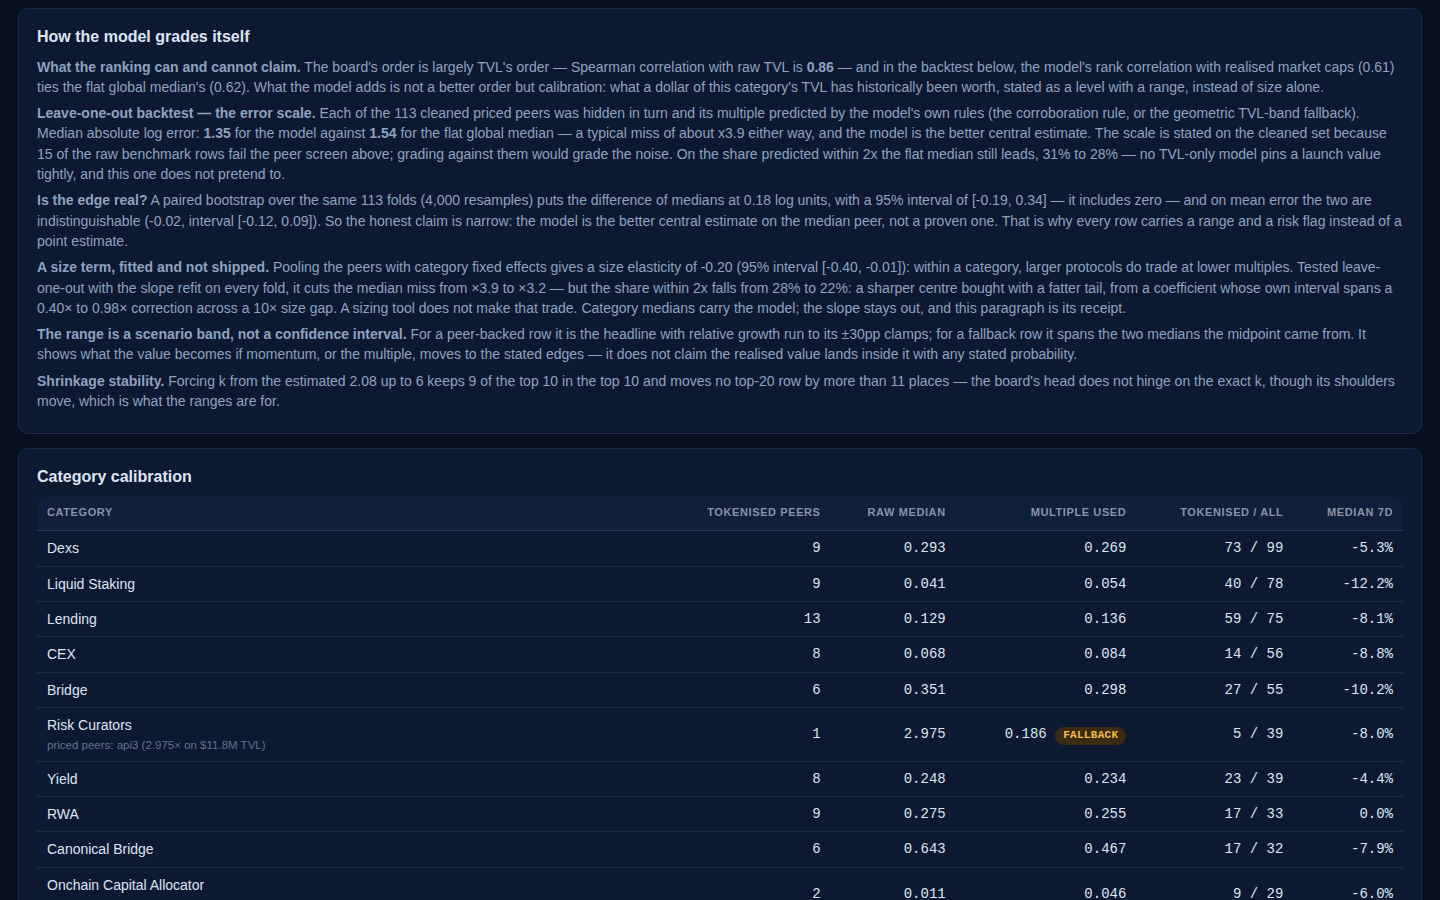 How the model grades itself
What the ranking can and cannot claim. The board's order is largely TVL's order — Spearman correlation with raw TVL is 0.86 — and in the backtest below, the model's rank correlation with realised market caps (0.61)
ties the flat global median's (0.62). What the model adds is not a better order but calibration: what a dollar of this category's TVL has historically been worth, stated as a level with a range, instead of size alone.
Leave-one-out backtest — the error scale. Each of the 113 cleaned priced peers was hidden in turn and its multiple predicted by the model's own rules (the corroboration rule, or the geometric TVL-band fallback).
Median absolute log error: 1.35 for the model against 1.54 for the flat global median — a typical miss of about x3.9 either way, and the model is the better central estimate. The scale is stated on the cleaned set because
15 of the raw benchmark rows fail the peer screen above; grading against them would grade the noise. On the share predicted within 2x the flat median still leads, 31% to 28% — no TVL-only model pins a launch value
tightly, and this one does not pretend to.
Is the edge real? A paired bootstrap over the same 113 folds (4,000 resamples) puts the difference of medians at 0.18 log units, with a 95% interval of [-0.19, 0.34] — it includes zero — and on mean error the two are
indistinguishable (-0.02, interval [-0.12, 0.09]). So the honest claim is narrow: the model is the better central estimate on the median peer, not a proven one. That is why every row carries a range and a risk flag instead of a
point estimate.
A size term, fitted and not shipped. Pooling the peers with category fixed effects gives a size elasticity of -0.20 (95% interval [-0.40, -0.01]): within a category, larger protocols do trade at lower multiples. Tested leave-
one-out with the slope refit on every fold, it cuts the median miss from ×3.9 to ×3.2 — but the share within 2x falls from 28% to 22%: a sharper centre bought with a fatter tail, from a coefficient whose own interval spans a
0.40× to 0.98× correction across a 10× size gap. A sizing tool does not make that trade. Category medians carry the model; the slope stays out, and this paragraph is its receipt.
The range is a scenario band, not a confidence interval. For a peer-backed row it is the headline with relative growth run to its ±30pp clamps; for a fallback row it spans the two medians the midpoint came from. It
shows what the value becomes if momentum, or the multiple, moves to the stated edges — it does not claim the realised value lands inside it with any stated probability.
Shrinkage stability. Forcing k from the estimated 2.08 up to 6 keeps 9 of the top 10 in the top 10 and moves no top-20 row by more than 11 places — the board's head does not hinge on the exact k, though its shoulders
move, which is what the ranges are for.
Category calibration
CATEGORY TOKENISED PEERS RAW MEDIAN MULTIPLE USED TOKENISED / ALL MEDIAN 7D
Dexs 9 0.293 0.269 73 / 99 -5.3%
Liquid Staking 9 0.041 0.054 40 / 78 -12.2%
Lending 13 0.129 0.136 59 / 75 -8.1%
CEX 8 0.068 0.084 14 / 56 -8.8%
Bridge 6 0.351 0.298 27 / 55 -10.2%
Risk Curators 1 2.975 0.186 FALLBACK 5 / 39 -8.0%
priced peers: api3 (2.975× on $11.8M TVL)
Yield 8 0.248 0.234 23 / 39 -4.4%
RWA 9 0.275 0.255 17 / 33 0.0%
Canonical Bridge 6 0.643 0.467 17 / 32 -7.9%
Onchain Capital Allocator 2 0.011 0.046 9 / 29 -6.0%